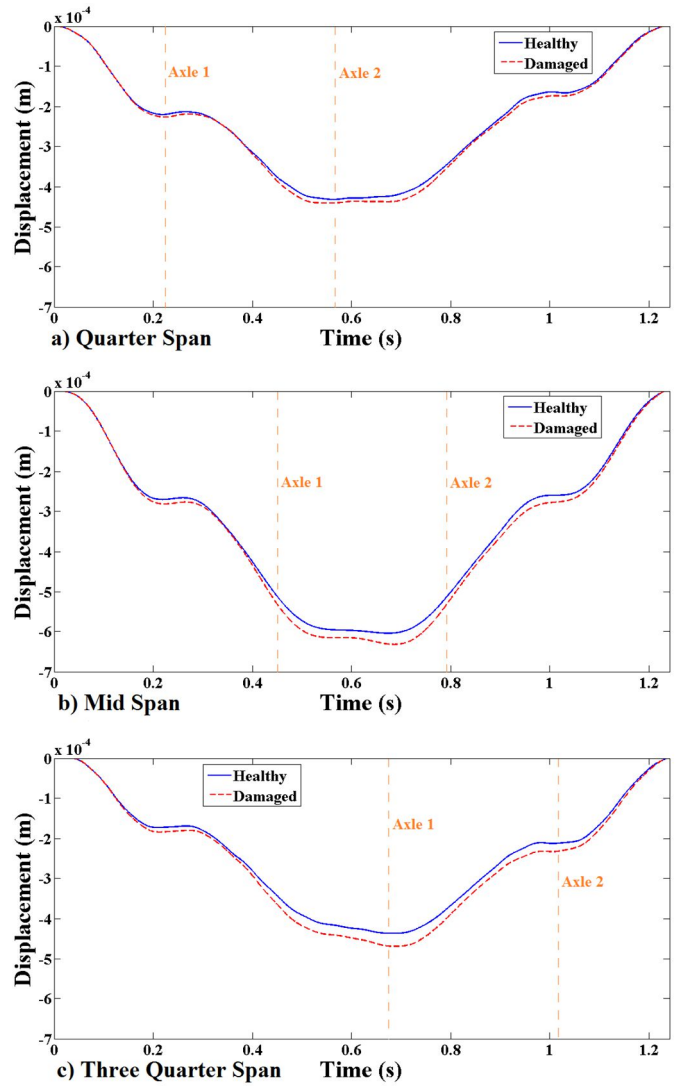 x 10-4
0
-1
-2
-3
-4
-5
-6
-7
Displacement (m)
Healthy
Damaged
Axle 1
Axle 2
0 0.2 0.4 0.6 0.8 1 1.2
a) Quarter Span Time (s)
x 10-4
0
-1
-2
-3
-4
-5
-6
-7
Displacement (m)
Healthy
Damaged
Axle 1
Axle 2
0 0.2 0.4 0.6 0.8 1 1.2
b) Mid Span Time (s)
x 10-4
0
-1
-2
-3
-4
-5
-6
-7
Displacement (m)
Healthy
Damaged
Axle 1
Axle 2
0 0.2 0.4 0.6 0.8 1 1.2
c) Three Quarter Span Time (s)